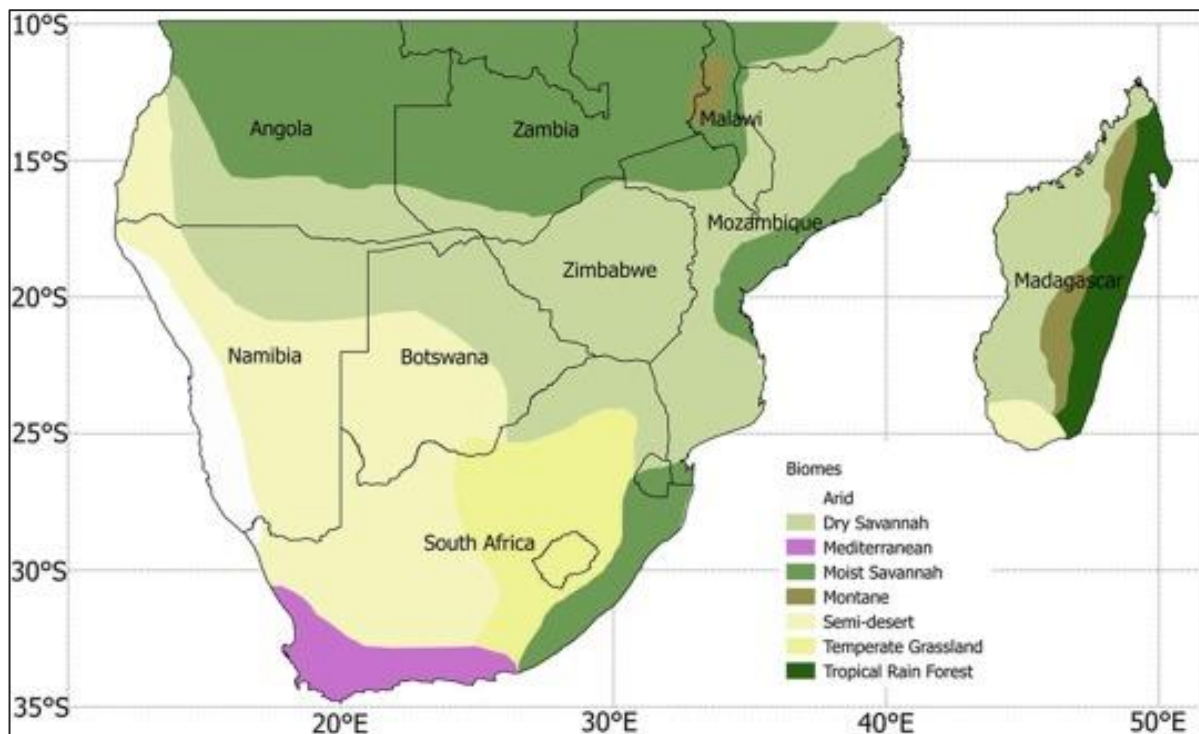 10°S
Angola
Zambia
Malawi
15°S
Mozambique
Zimbabwe
Madagascar
20°S
Namibia
Botswana
25°S
Biomes
Arid
Dry Savannah
South Africa
Mediterranean
30°S
Moist Savannah
Montane
Semi-desert
Temperate Grassland
Tropical Rain Forest
35°S
20°E
30°E
40°E
50°E